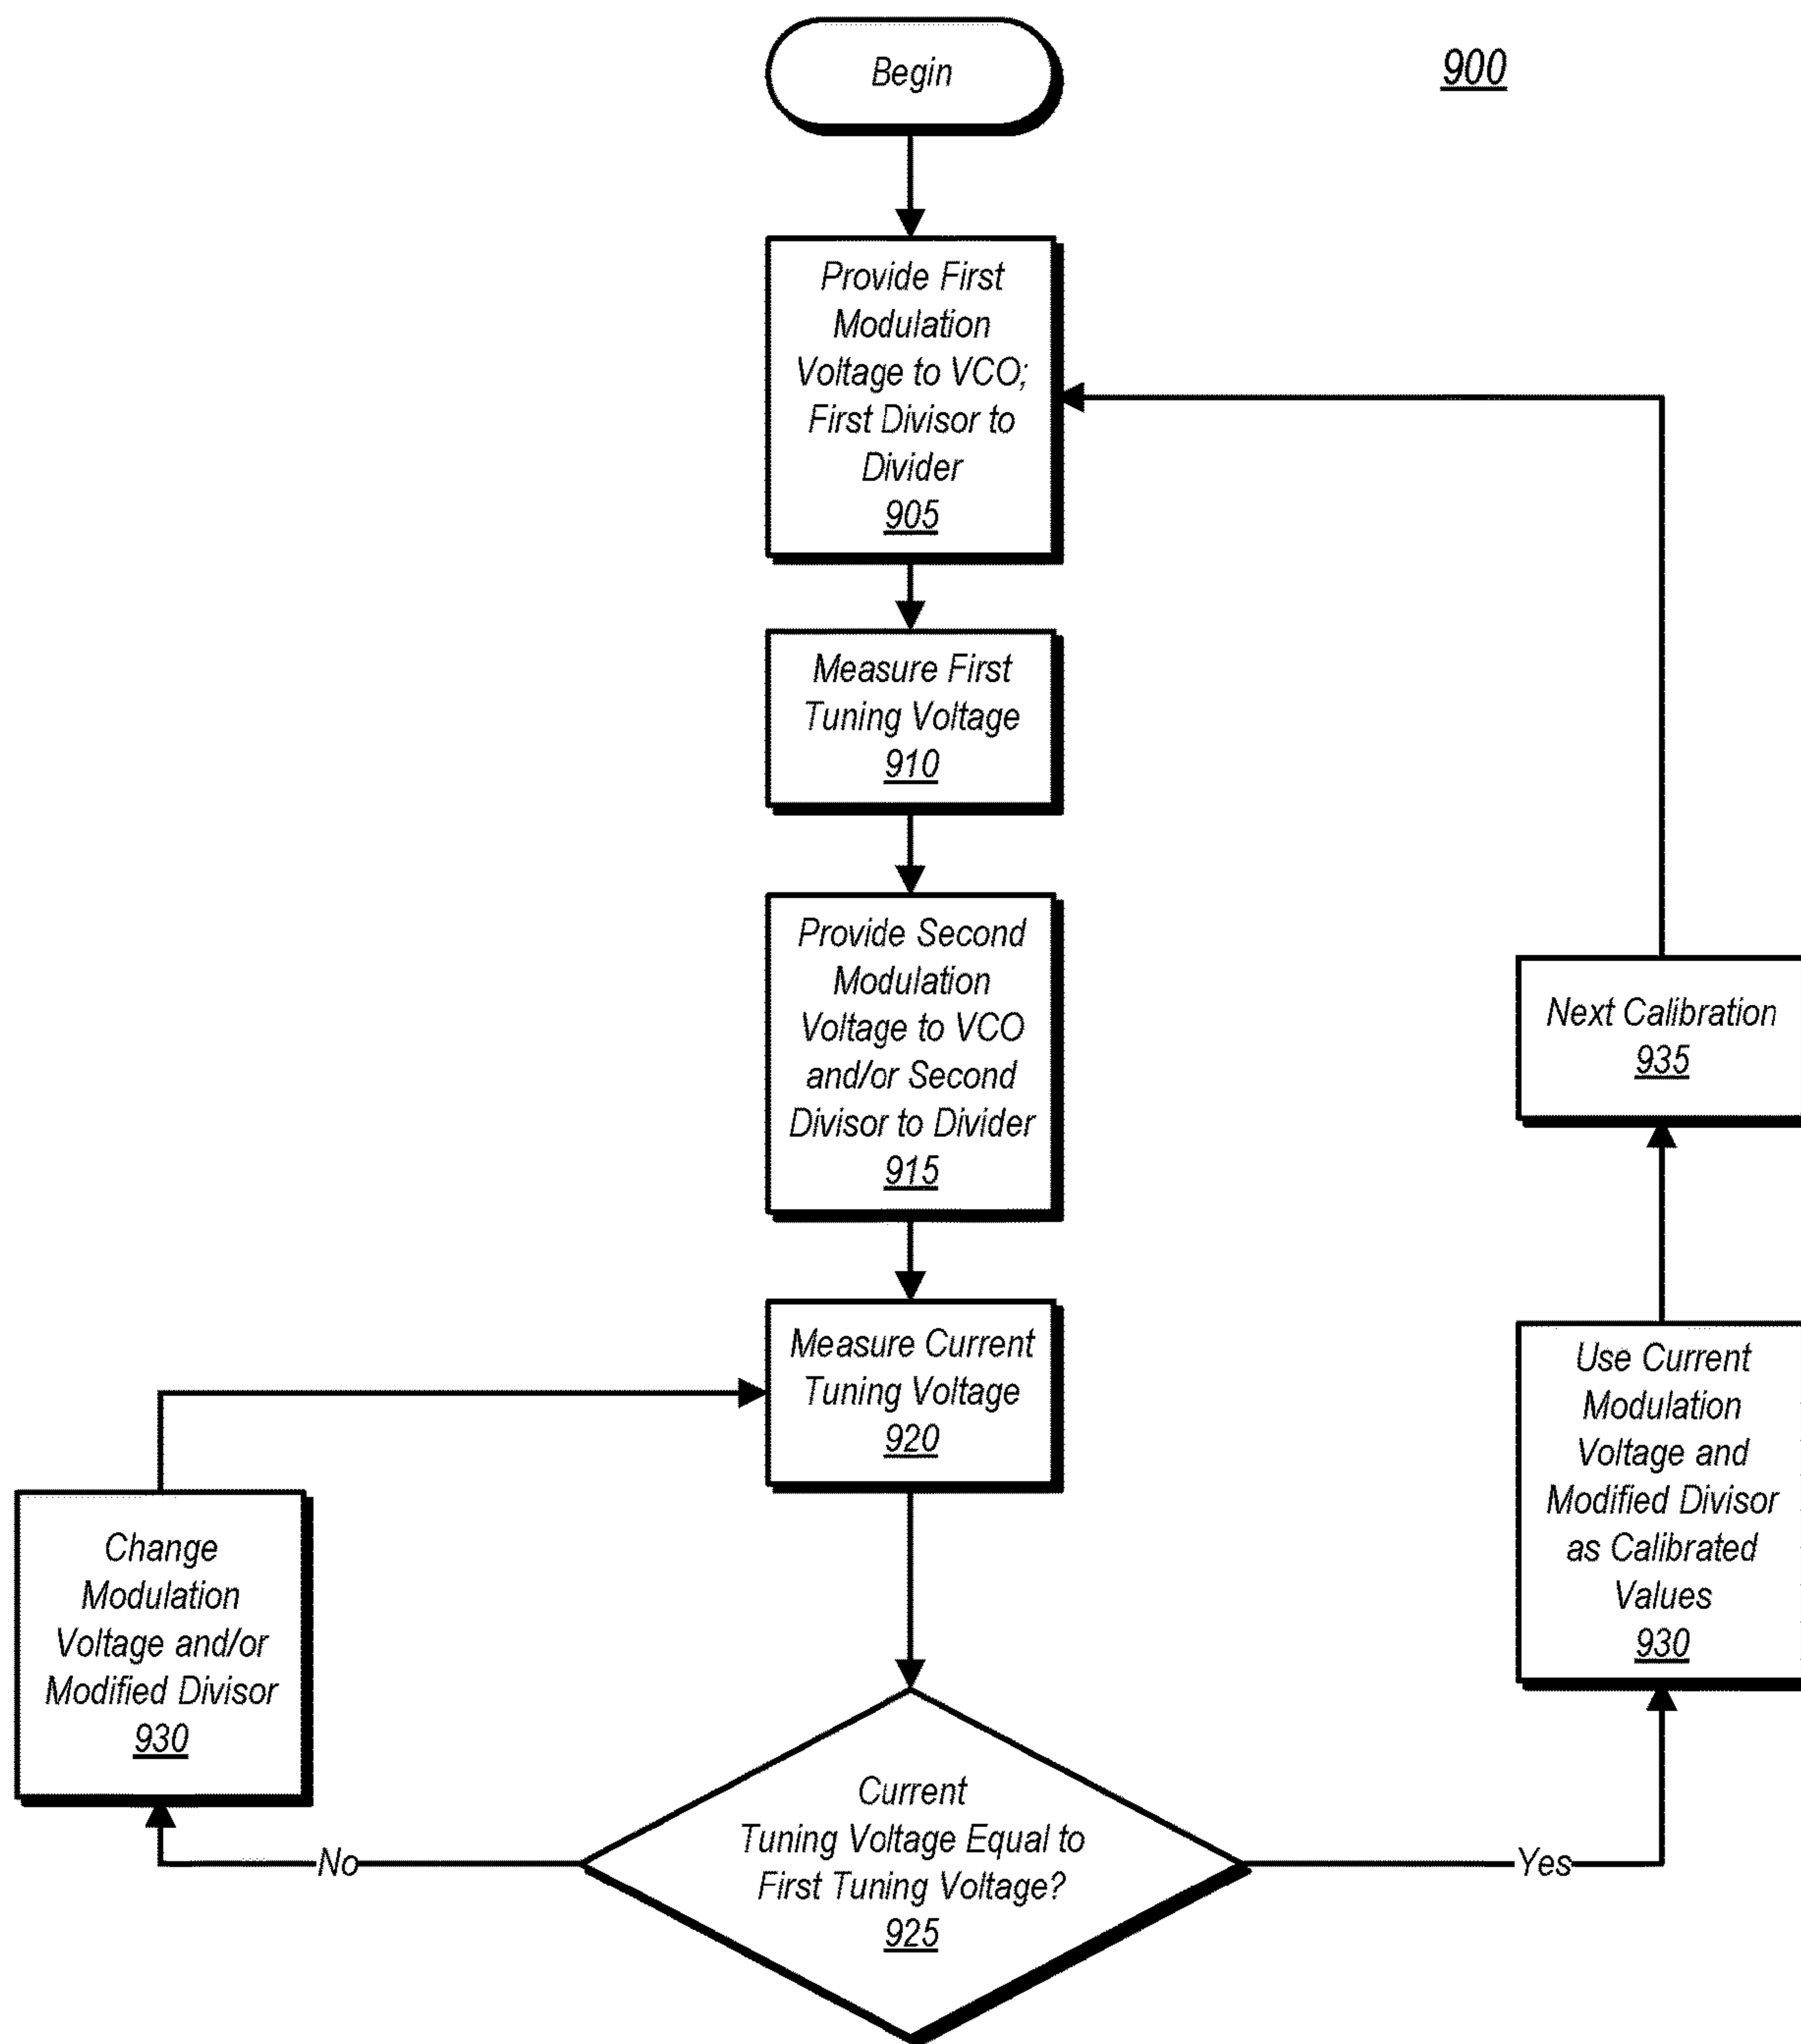 Begin
900
Provide First
Modulation
Voltage to VCO;
First Divisor to
Divider
905
Measure First
Tuning Voltage
910
Provide Second
Modulation
Voltage to VCO
and/or Second
Divisor to Divider
915
Next Calibration
935
Measure Current
Tuning Voltage
920
Use Current
Modulation
Voltage and
Modified Divisor
as Calibrated
Values
930
Change
Modulation
Voltage and/or
Modified Divisor
930
Current
Tuning Voltage Equal to
First Tuning Voltage?
925
No
Yes